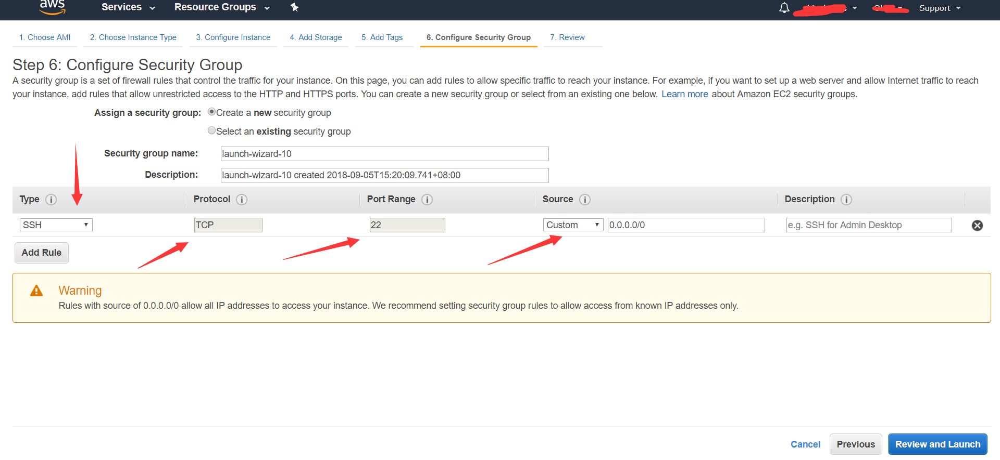 aws
Services
Resource Groups
Support
1. Choose AMI
2. Choose Instance Type
3. Configure Instance
4. Add Storage
5. Add Tags
6. Configure Security Group
7. Review
Step 6: Configure Security Group
A security group is a set of firewall rules that control the traffic for your instance. On this page, you can add rules to allow specific traffic to reach your instance. For example, if you want to set up a web server and allow Internet traffic to reach
your instance, add rules that allow unrestricted access to the HTTP and HTTPS ports. You can create a new security group or select from an existing one below. Learn more about Amazon EC2 security groups.
Assign a security group:
Create a new security group
Select an existing security group
Security group name:
launch-wizard-10
Description:
launch-wizard-10 created 2018-09-05T15:20:09.741+08:00
Type
Protocol
Port Range
Source
Description
SSH
TCP
22
Custom
0.0.0.0/0
e.g. SSH for Admin Desktop
Add Rule
Warning
Rules with source of 0.0.0.0/0 allow all IP addresses to access your instance. We recommend setting security group rules to allow access from known IP addresses only.
Cancel
Previous
Review and Launch